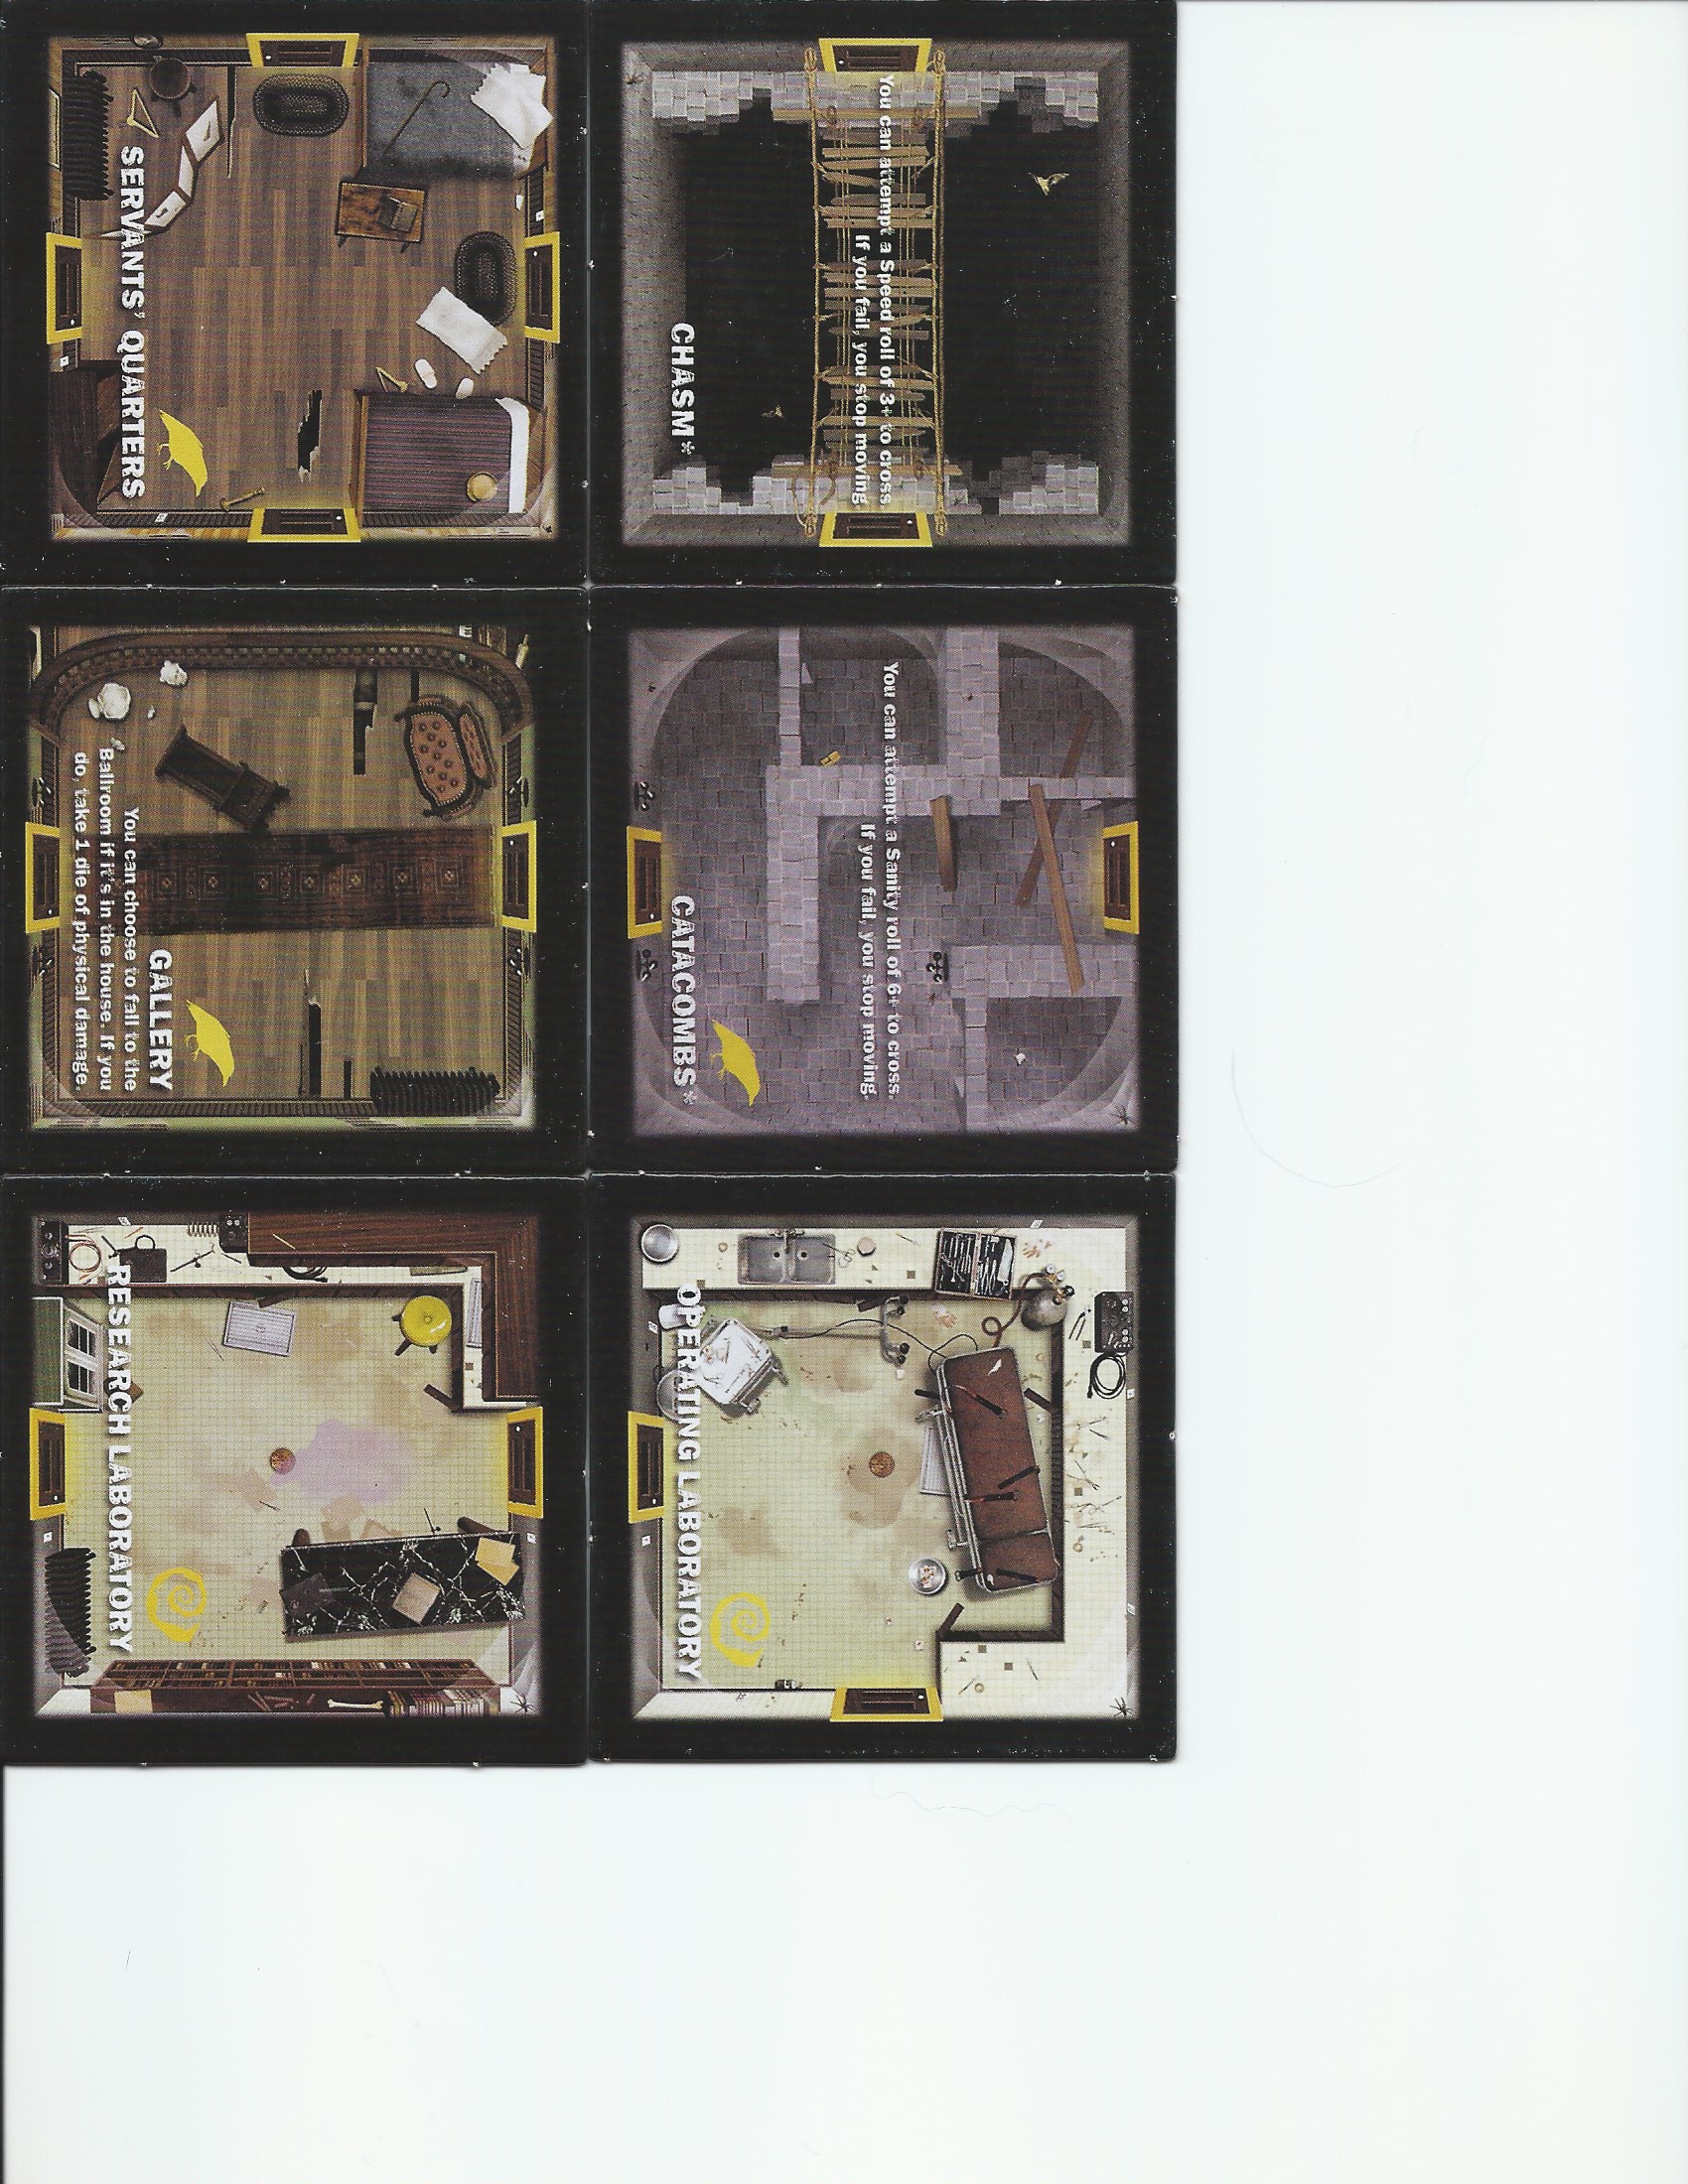 You can attempt a Speed roll of 3+ to cross
If you fail, you stop moving
CHASM*
You can attempt a Sanity roll of 6+ to cross.
If you fail, you stop moving
CATACOMBS*
OPERATING LABORATORY
SERVANTS' QUARTERS
GALLERY
You can choose to fall to the
Ballroom if it's in the house. If you
do, take 1 die of physical damage.
RESEARCH LABORATORY